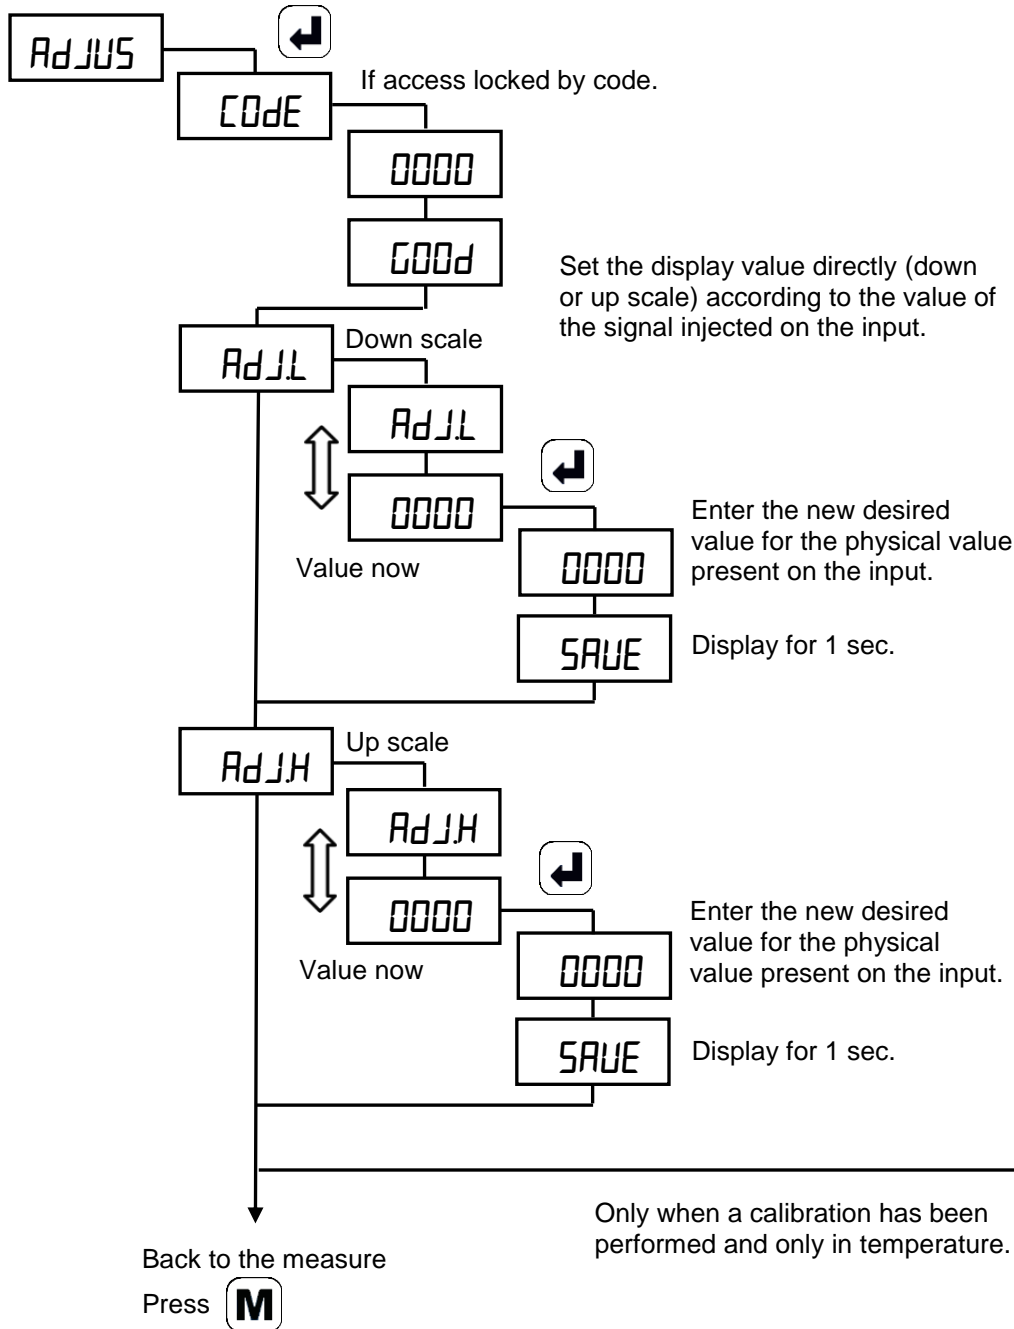 AdJUS
COdE
If access locked by code.
0000
GOOd
Set the display value directly (down
or up scale) according to the value of
the signal injected on the input.
AdJ.L
Down scale
AdJ.L
0000
Value now
Enter the new desired
value for the physical value
present on the input.
0000
SAVE
Display for 1 sec.
AdJ.H
Up scale
AdJ.H
0000
Value now
Enter the new desired
value for the physical
value present on the input.
0000
SAVE
Display for 1 sec.
Only when a calibration has been
performed and only in temperature.
Back to the measure
Press M